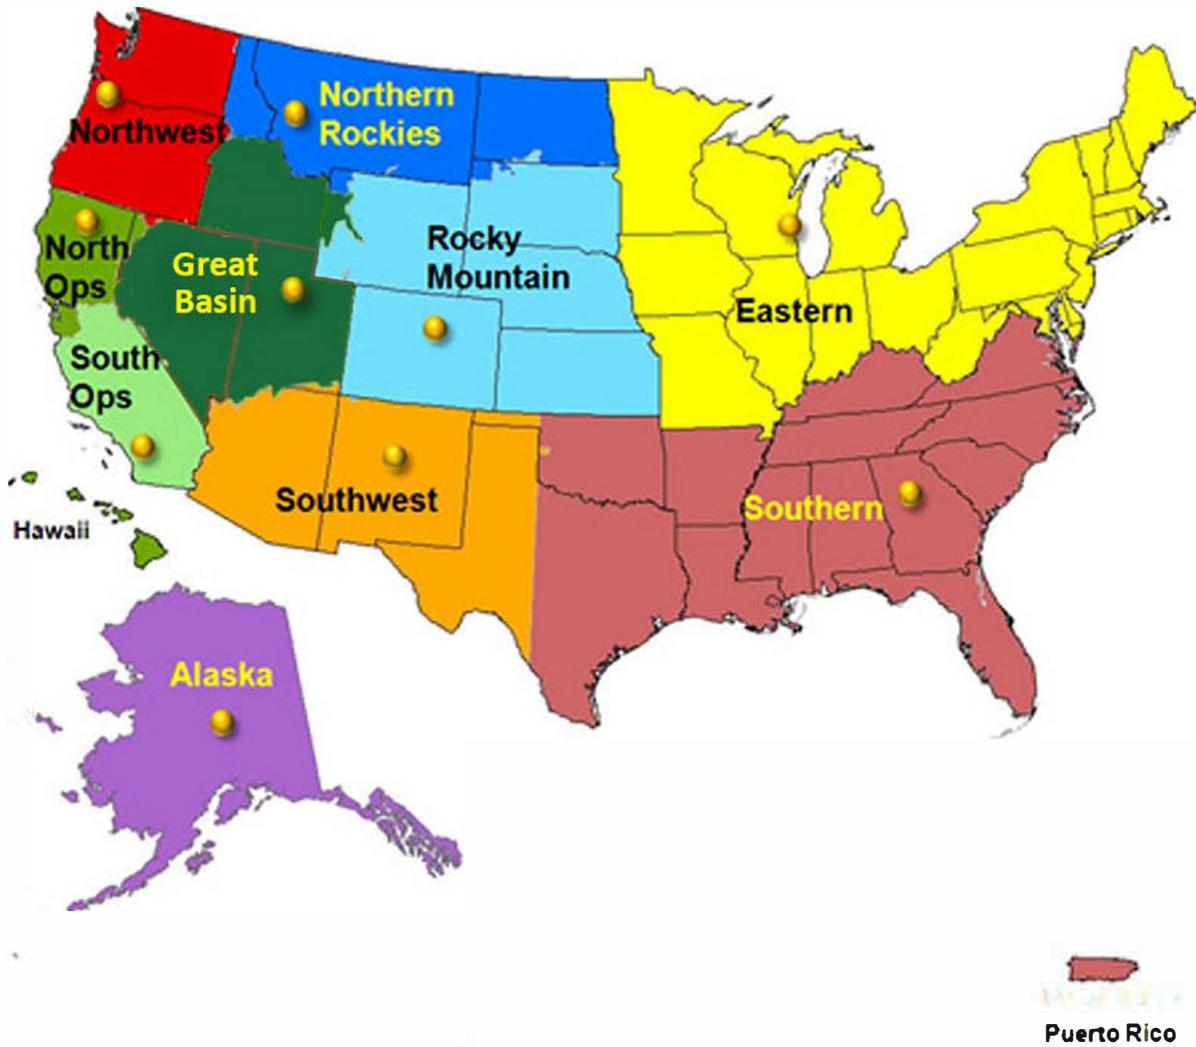 Northern
Rockies
Northwest
North
Ops
Great
Basin
Rocky
Mountain
Eastern
South
Ops
Southwest
Southern
Hawaii
Alaska
Puerto Rico